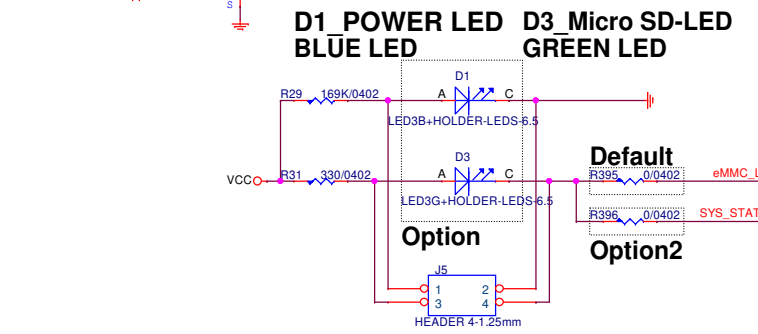 S
D1_POWER LED D3_Micro SD-LED
BLUE LED GREEN LED
D1
R29 169K/0402 A C
LED3B+HOLDER-LEDS-6.5
D3
Default
VCC R31 330/0402 A C R395 0/0402 eMMC_L
LED3G+HOLDER-LEDS-6.5
R396 0/0402 SYS_STAT
Option Option2
J5
1 2
3 4
HEADER 4-1.25mm